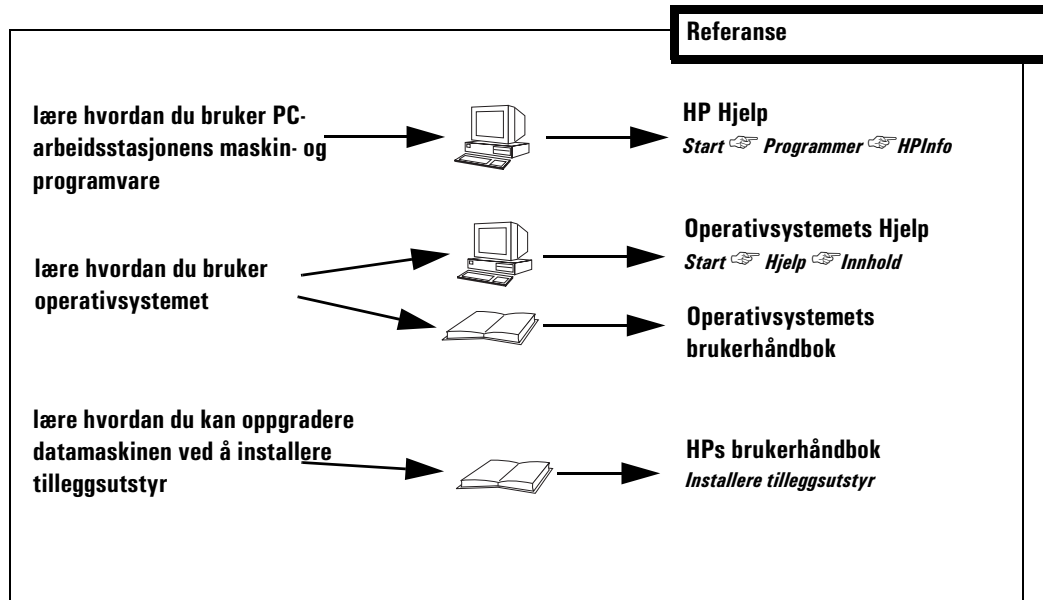 Referanse
lære hvordan du bruker PC-
arbeidsstasjonens maskin- og
programvare
HP Hjelp
Start ☞ Programmer ☞ HPInfo
lære hvordan du bruker
operativsystemet
Operativsystemets Hjelp
Start ☞ Hjelp ☞ Innhold
Operativsystemets
brukerhåndbok
lære hvordan du kan oppgradere
datamaskinen ved å installere
tilleggsutstyr
HPs brukerhåndbok
Installere tilleggsutstyr